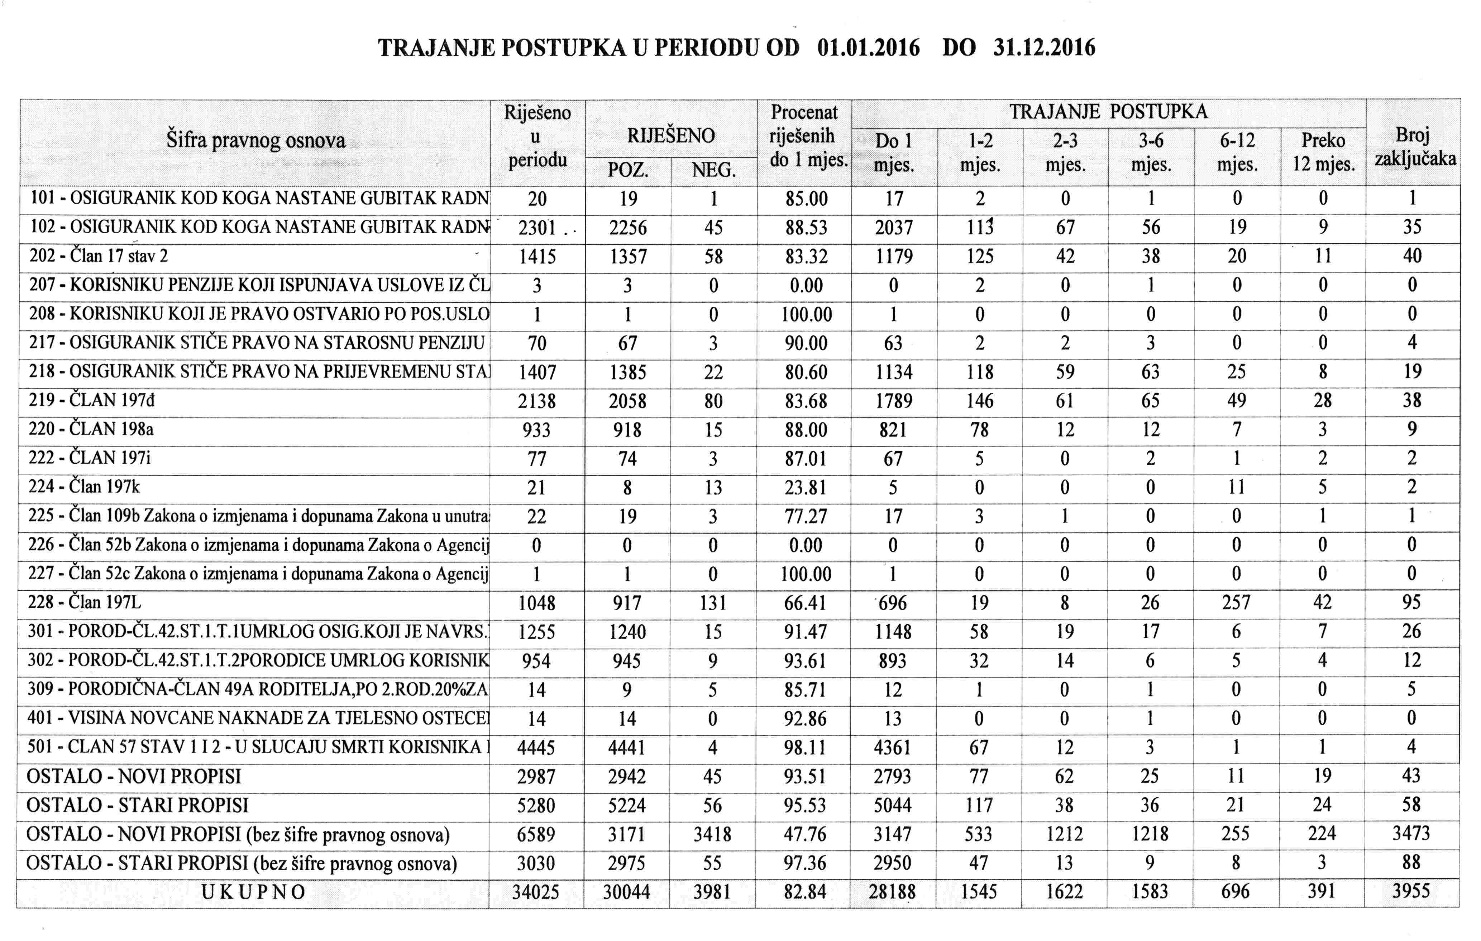 TRAJANJE POSTUPKA U PERIODU OD 01.01.2016 DO 31.12.2016
Šifra pravnog osnova Riješeno u periodu RIJEŠENO POZ. NEG. Procenat riješenih do 1 mjes. TRAJANJE POSTUPKA Do 1 mjes. 1-2 mjes. 2-3 mjes. 3-6 mjes. 6-12 mjes. Preko 12 mjes. Broj zaključaka
101 - OSIGURANIK KOD KOGA NASTANE GUBITAK RADN 20 19 1 85.00 17 2 0 1 0 0 1
102 - OSIGURANIK KOD KOGA NASTANE GUBITAK RADN 2301 2256 45 88.53 2037 113 67 56 19 9 35
202 - Član 17 stav 2 1415 1357 58 83.32 1179 125 42 38 20 11 40
207 - KORISNIKU PENZIJE KOJI ISPUNJAVA USLOVE IZ ČL 3 3 0 0.00 0 2 0 1 0 0 0
208 - KORISNIKU KOJI JE PRAVO OSTVARIO PO POS.USLO 1 1 0 100.00 1 0 0 0 0 0 0
217 - OSIGURANIK STIČE PRAVO NA STAROSNU PENZIJU 70 67 3 90.00 63 2 2 3 0 0 4
218 - OSIGURANIK STIČE PRAVO NA PRIJEVREMENU STA 1407 1385 22 80.60 1134 118 59 63 25 8 19
219 - ČLAN 197đ 2138 2058 80 83.68 1789 146 61 65 49 28 38
220 - ČLAN 198a 933 918 15 88.00 821 78 12 12 7 3 9
222 - ČLAN 197i 77 74 3 87.01 67 5 0 2 1 2 2
224 - Član 197k 21 8 13 23.81 5 0 0 0 11 5 2
225 - Član 109b Zakona o izmjenama i dopunama Zakona u unutra 22 19 3 77.27 17 3 1 0 0 1 1
226 - Član 52b Zakona o izmjenama i dopunama Zakona o Agencij 0 0 0 0.00 0 0 0 0 0 0 0
227 - Član 52c Zakona o izmjenama i dopunama Zakona o Agencij 1 1 0 100.00 1 0 0 0 0 0 0
228 - Član 197L 1048 917 131 66.41 696 19 8 26 257 42 95
301 - POROD-ČL.42.ST.1.T.1UMRLOG OSIG.KOJI JE NAVRS. 1255 1240 15 91.47 1148 58 19 17 6 7 26
302 - POROD-ČL.42.ST.1.T.2PORODICE UMRLOG KORISNIK 954 945 9 93.61 893 32 14 6 5 4 12
309 - PORODIČNA-ČLAN 49A RODITELJA,PO 2.ROD.20%ZA 14 9 5 85.71 12 1 0 1 0 0 5
401 - VISINA NOVCANE NAKNADE ZA TJELESNO OSTECE 14 14 0 92.86 13 0 0 1 0 0 0
501 - CLAN 57 STAV 1 I 2 - U SLUCAJU SMRTI KORISNIKA 4445 4441 4 98.11 4361 67 12 3 1 1 4
OSTALO - NOVI PROPISI 2987 2942 45 93.51 2793 77 62 25 11 19 43
OSTALO - STARI PROPISI 5280 5224 56 95.53 5044 117 38 36 21 24 58
OSTALO - NOVI PROPISI (bez šifre pravnog osnova) 6589 3171 3418 47.76 3147 533 1212 1218 255 224 3473
OSTALO - STARI PROPISI (bez šifre pravnog osnova) 3030 2975 55 97.36 2950 47 13 9 8 3 88
UKUPNO 34025 30044 3981 82.84 28188 1545 1622 1583 696 391 3955